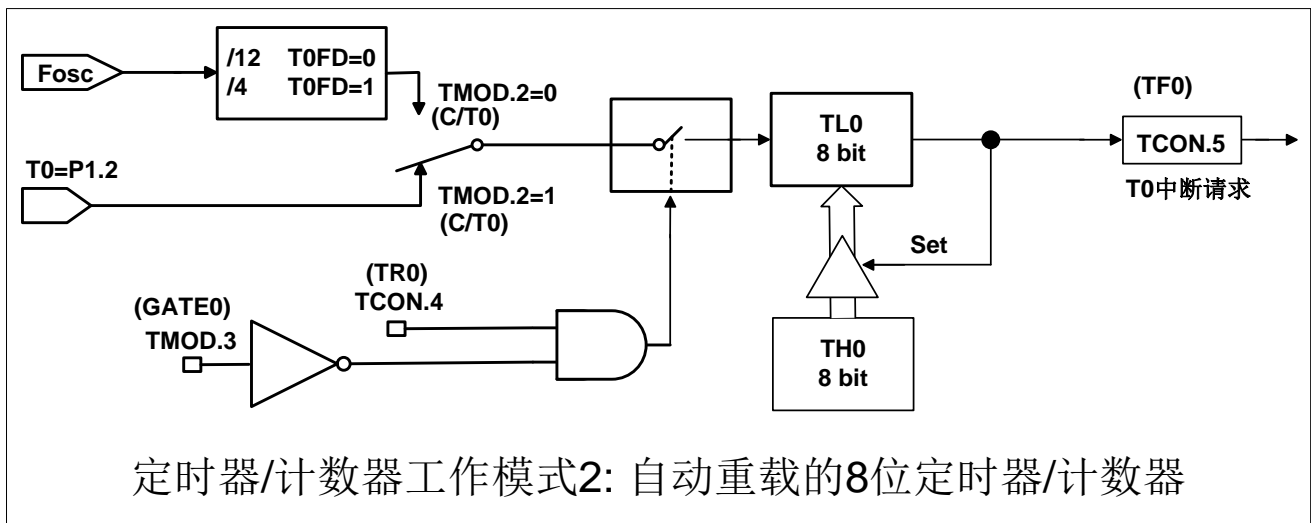 Fosc
/12 T0FD=0
/4 T0FD=1
TMOD.2=0
(C/T0)
T0=P1.2
TMOD.2=1
(C/T0)
TL0
8 bit
(TF0)
TCON.5
T0中断请求
Set
(TR0)
TCON.4
(GATE0)
TMOD.3
TH0
8 bit
定时器/计数器工作模式2: 自动重载的8位定时器/计数器